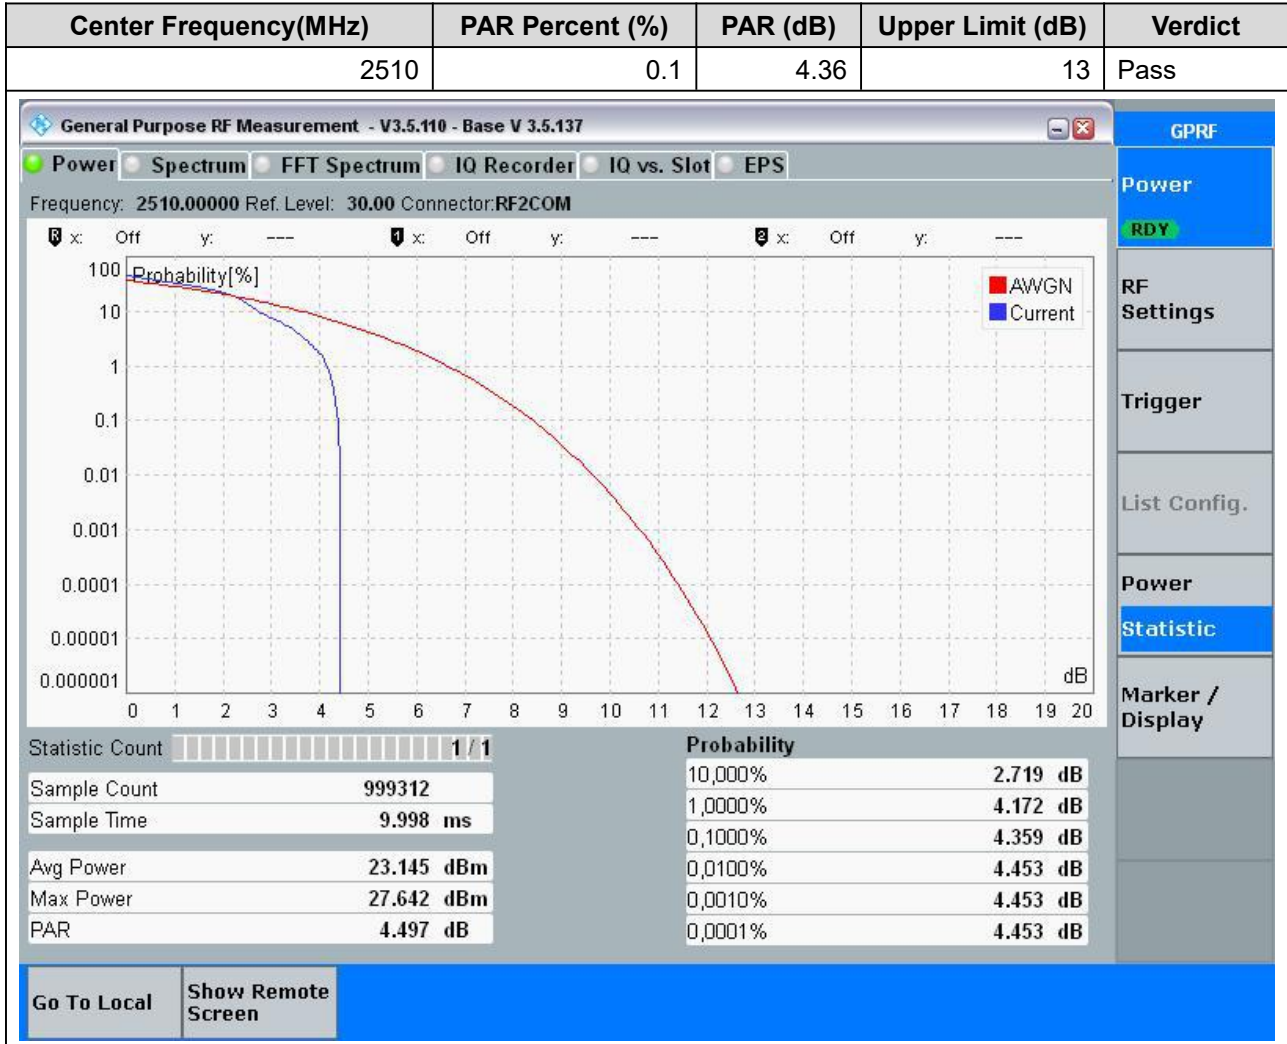 Center Frequency(MHz) PAR Percent (%) PAR (dB) Upper Limit (dB) Verdict
2510 0.1 4.36 13 Pass
General Purpose RF Measurement - V3.5.110 - Base V 3.5.137
GPRF
Power Spectrum FFT Spectrum IQ Recorder IQ vs. Slot EPS
Power
RDY
Frequency: 2510.00000 Ref. Level: 30.00 Connector:RF2COM
R x: Off y: --- 1 x: Off y: --- 2 x: Off y: ---
100 Probability[%]
AWGN
Current
10
1
0.1
0.01
0.001
0.0001
0.00001
0.000001
dB
0 1 2 3 4 5 6 7 8 9 10 11 12 13 14 15 16 17 18 19 20
RF
Settings
Trigger
List Config.
Power
Statistic
Marker /
Display
Statistic Count 1 / 1
Sample Count 999312
Sample Time 9.998 ms
Avg Power 23.145 dBm
Max Power 27.642 dBm
PAR 4.497 dB
Probability
10,000% 2.719 dB
1,0000% 4.172 dB
0,1000% 4.359 dB
0,0100% 4.453 dB
0,0010% 4.453 dB
0,0001% 4.453 dB
Go To Local
Show Remote
Screen